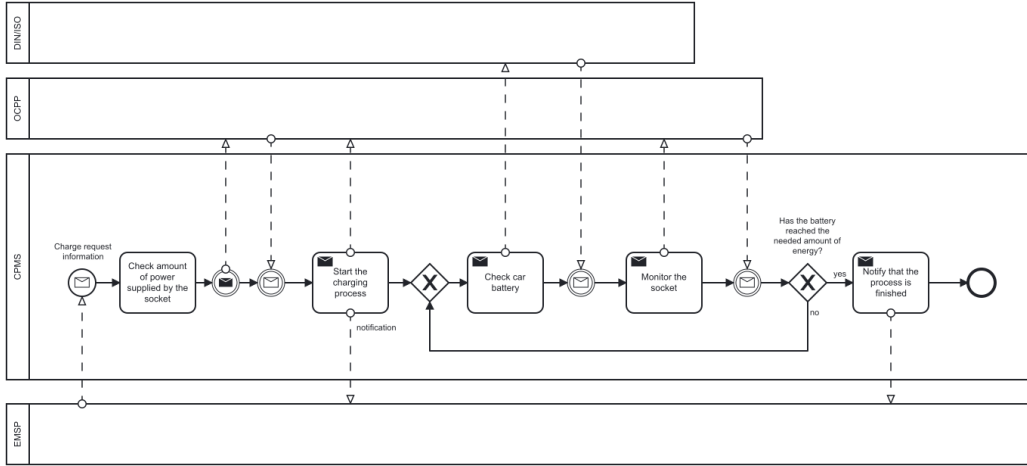 DIN/ISO
OCPP
CPMS
Charge request
information
Check amount
of power
supplied by the
socket
Start the
charging
process
notification
Check car
battery
Monitor the
socket
Has the battery
reached the
needed amount of
energy?
yes
no
Notify that the
process is
finished
EMSP